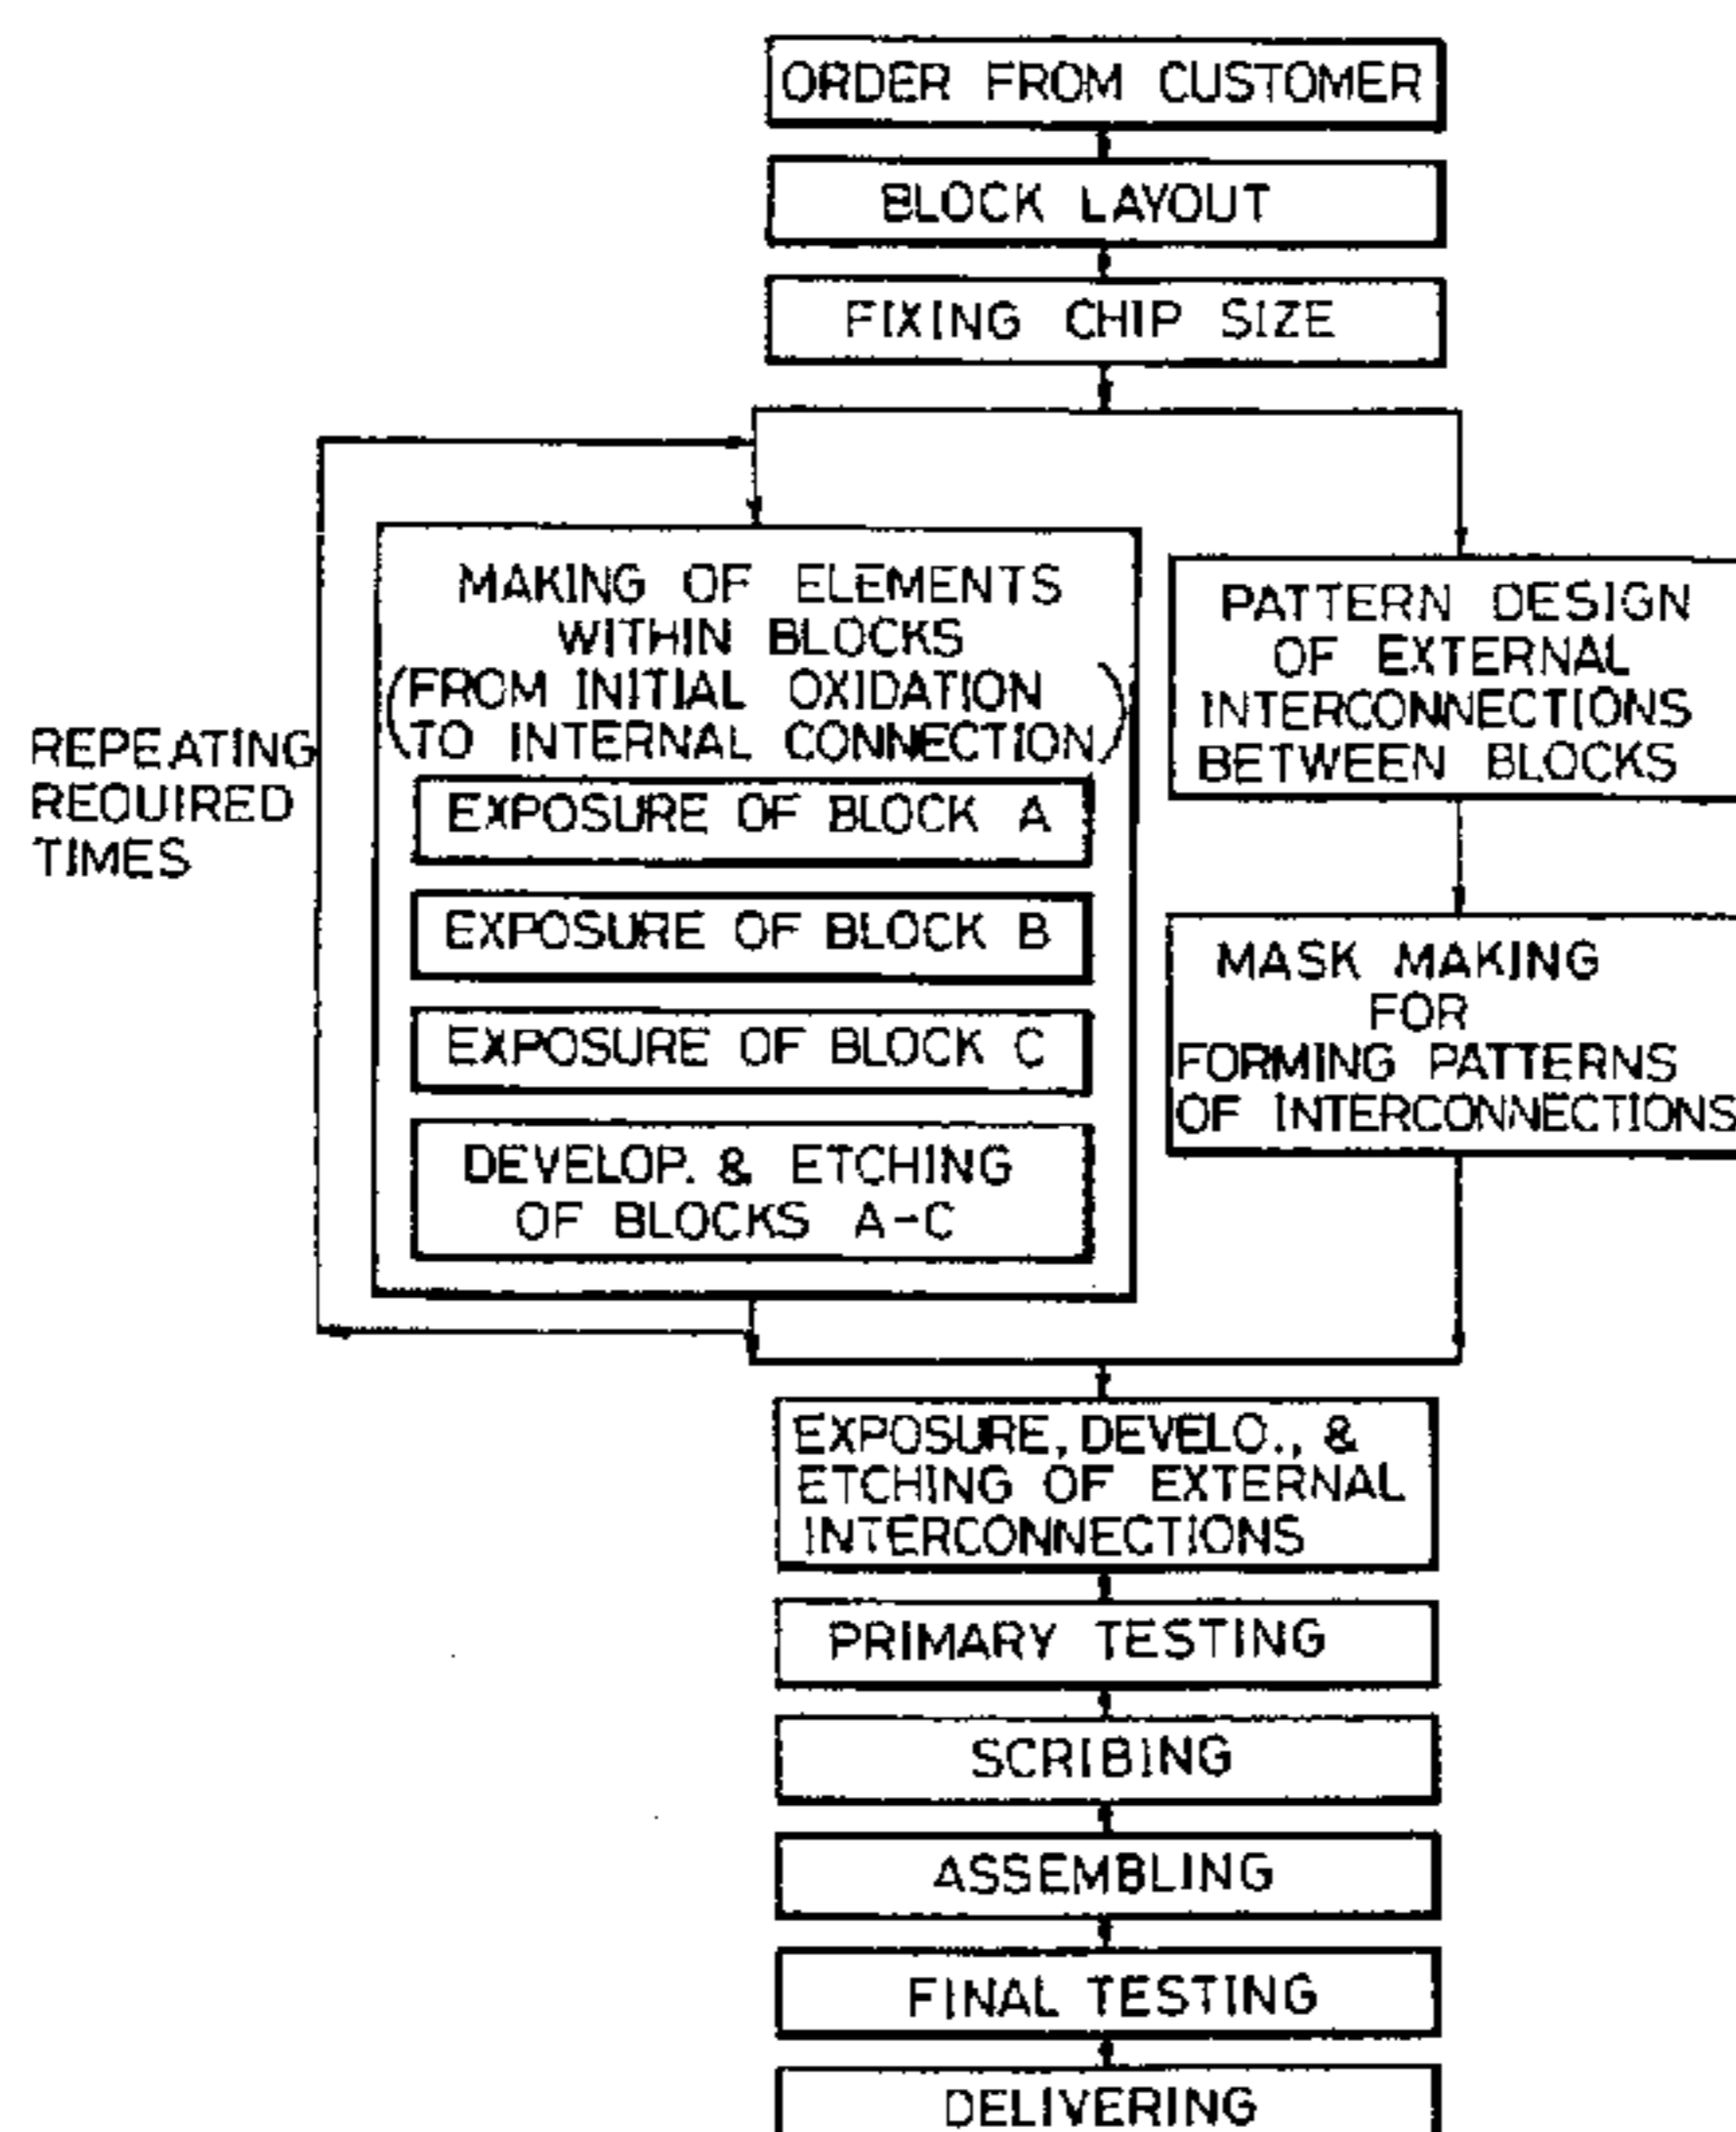 ORDER FROM CUSTOMER
BLOCK LAYOUT
FIXING CHIP SIZE
REPEATING
REQUIRED
TIMES
MAKING OF ELEMENTS
WITHIN BLOCKS
(FROM INITIAL OXIDATION
TO INTERNAL CONNECTION)
EXPOSURE OF BLOCK A
EXPOSURE OF BLOCK B
EXPOSURE OF BLOCK C
DEVELOP. & ETCHING
OF BLOCKS A-C
PATTERN DESIGN
OF EXTERNAL
INTERCONNECTIONS
BETWEEN BLOCKS
MASK MAKING
FOR
FORMING PATTERNS
OF INTERCONNECTIONS
EXPOSURE, DEVELO., &
ETCHING OF EXTERNAL
INTERCONNECTIONS
PRIMARY TESTING
SCRIBING
ASSEMBLING
FINAL TESTING
DELIVERING